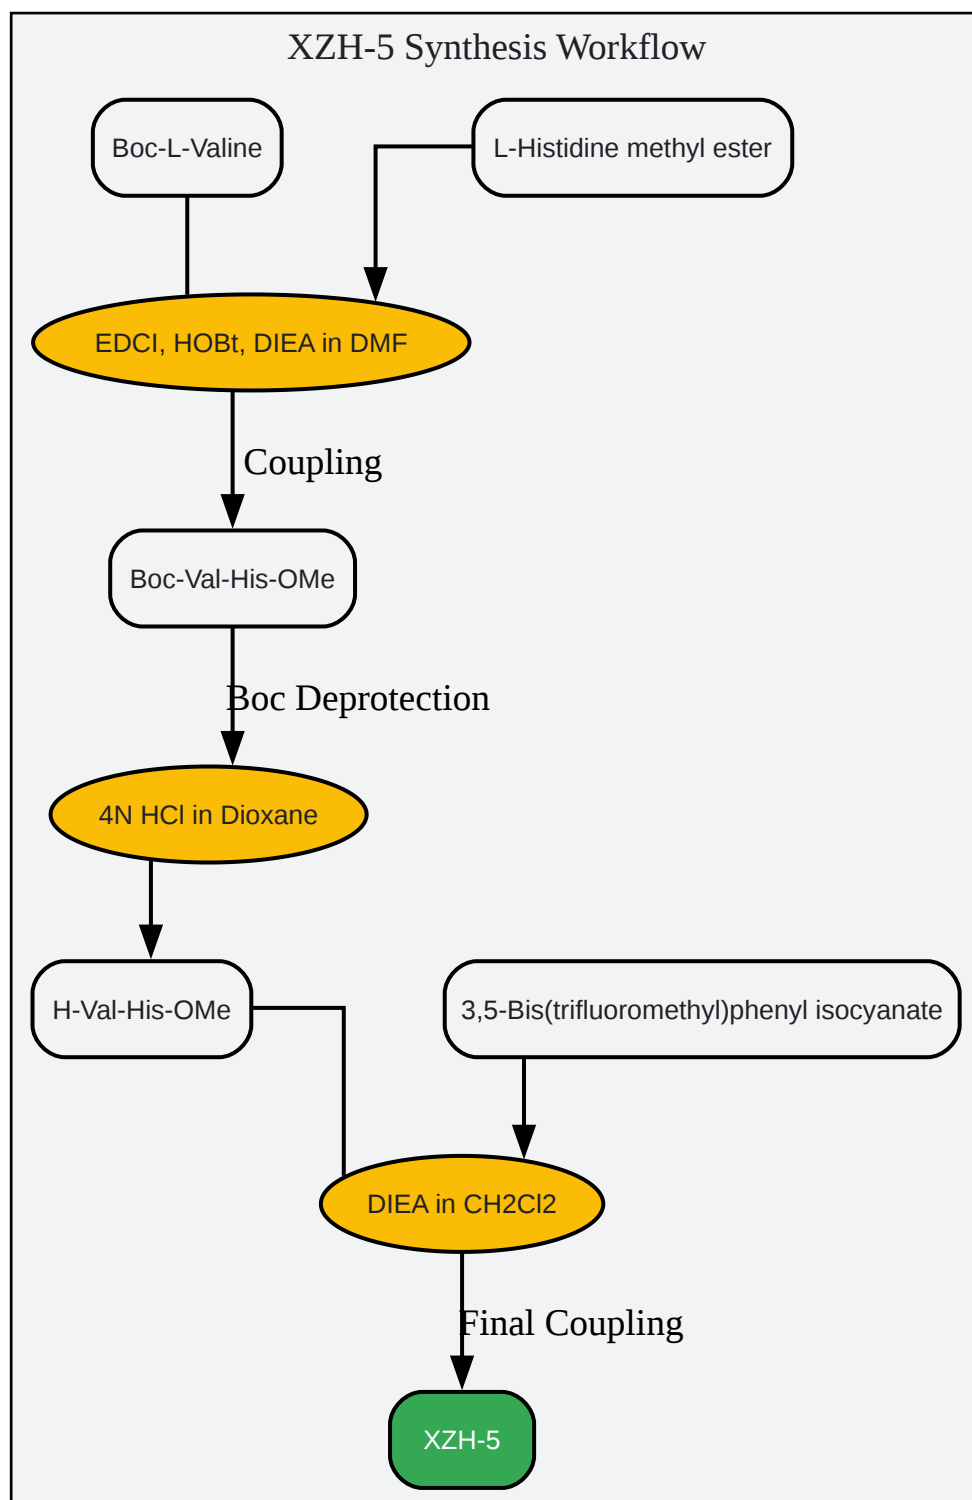 XZH-5 Synthesis Workflow
Boc-L-Valine
L-Histidine methyl ester
EDCI, HOBt, DIEA in DMF
Coupling
Boc-Val-His-OMe
Boc Deprotection
4N HCl in Dioxane
H-Val-His-OMe
3,5-Bis(trifluoromethyl)phenyl isocyanate
DIEA in CH2Cl2
Final Coupling
XZH-5